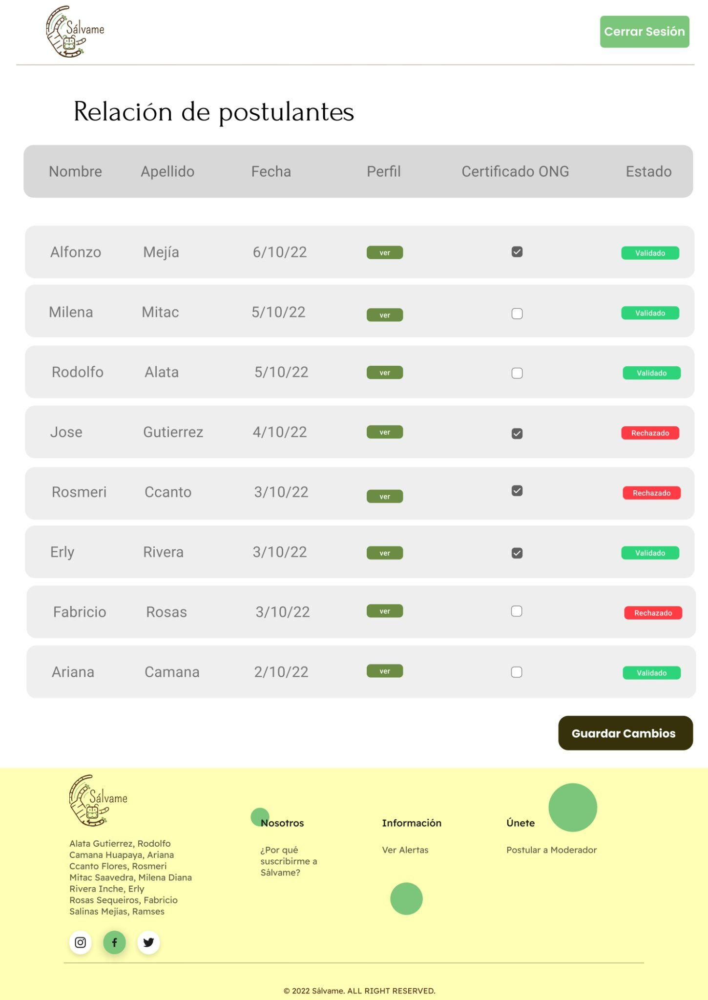 Sálvame
Cerrar Sesión
Relación de postulantes
Nombre Apellido Fecha Perfil Certificado ONG Estado
Alfonzo Mejía 6/10/22 ver Validado
Milena Mitac 5/10/22 ver Validado
Rodolfo Alata 5/10/22 ver Validado
Jose Gutierrez 4/10/22 ver Rechazado
Rosmeri Ccanto 3/10/22 ver Rechazado
Erly Rivera 3/10/22 ver Validado
Fabricio Rosas 3/10/22 ver Rechazado
Ariana Camana 2/10/22 ver Validado
Guardar Cambios
Sálvame
Alata Gutierrez, Rodolfo
Camana Huapaya, Ariana
Ccanto Flores, Rosmeri
Mitac Saavedra, Milena Diana
Rivera Inche, Erly
Rosas Sequeiros, Fabricio
Salinas Mejías, Ramses
Nosotros
¿Por qué
suscribirme a
Sálvame?
Información
Ver Alertas
Únete
Postular a Moderador
© 2022 Sálvame. ALL RIGHT RESERVED.